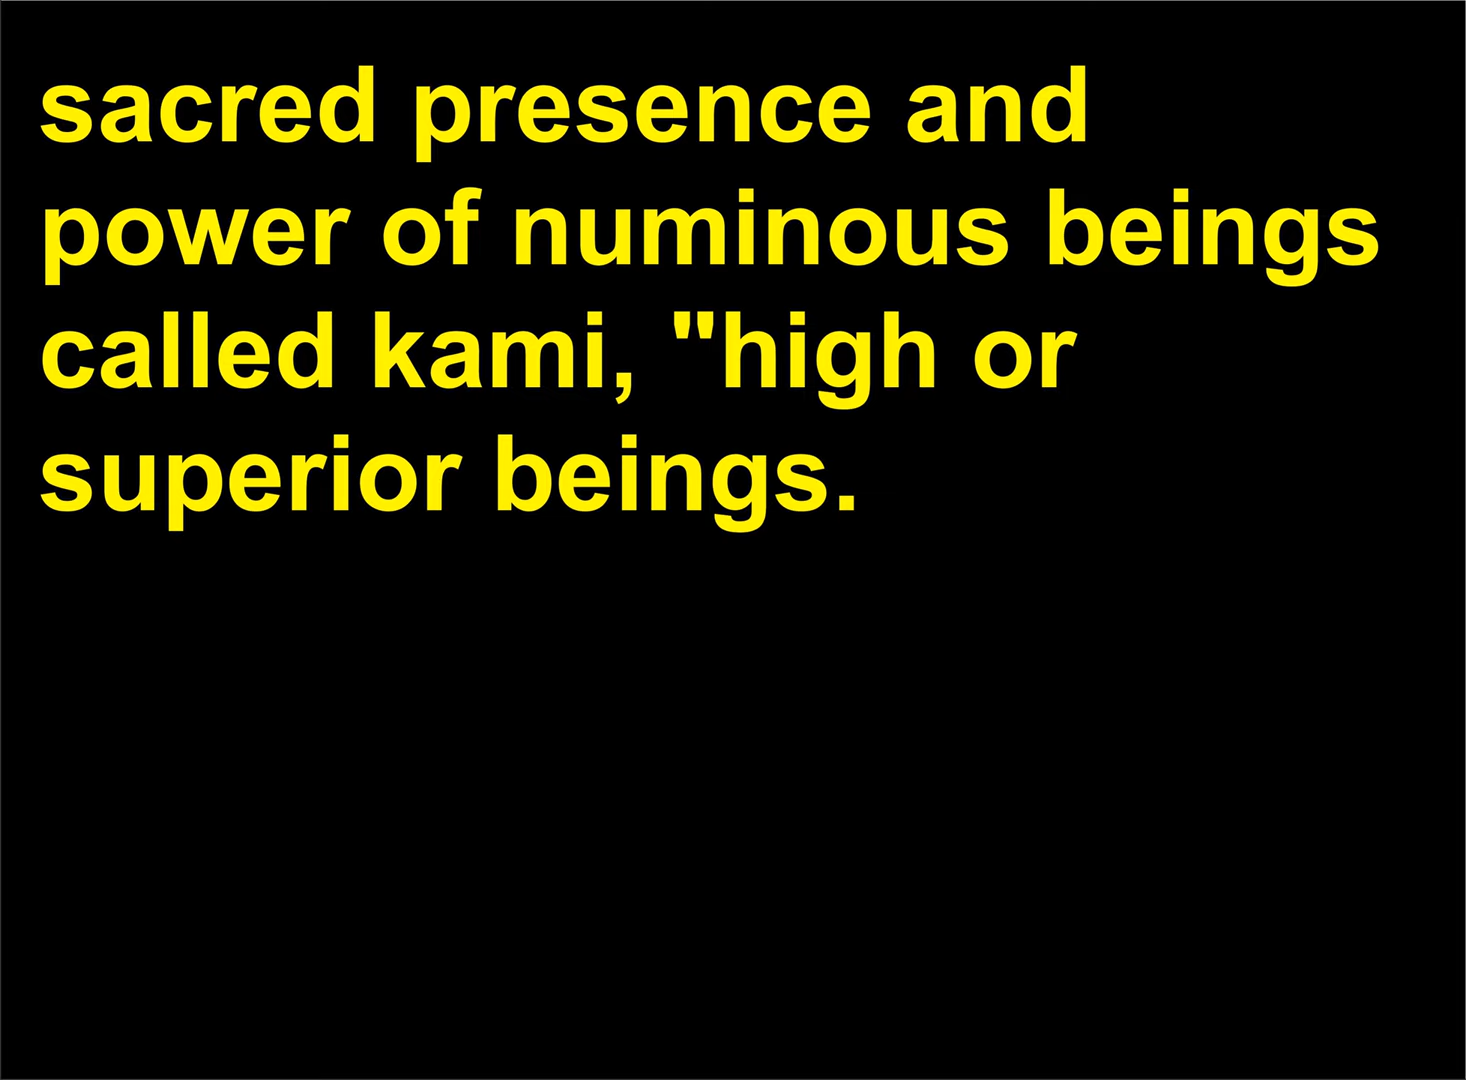 sacred presence and
power of numinous beings
called kami, "high or
superior beings.